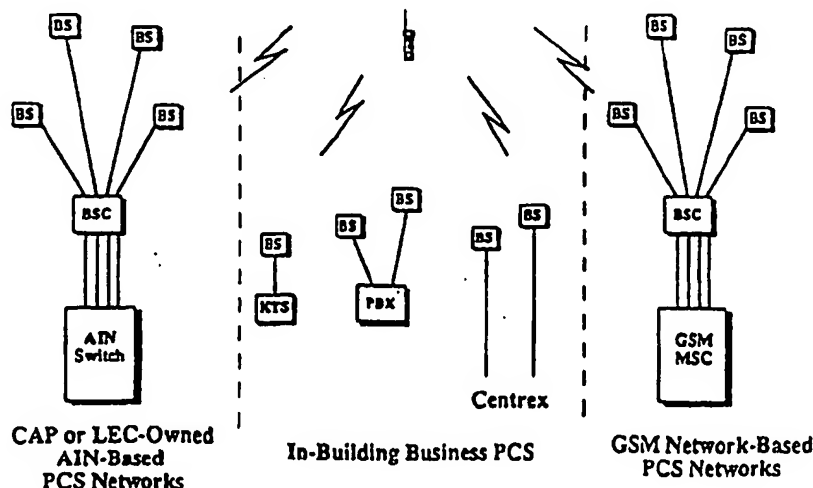 BS
BS
BS
BS
BSC
AIN
Switch
CAP or LEC-Owned
AIN-Based
PCS Networks
BS
KTS
BS
BS
PBX
BS
BS
Centrex
In-Building Business PCS
BS
BS
BS
BS
BSC
GSM
MSC
GSM Network-Based
PCS Networks